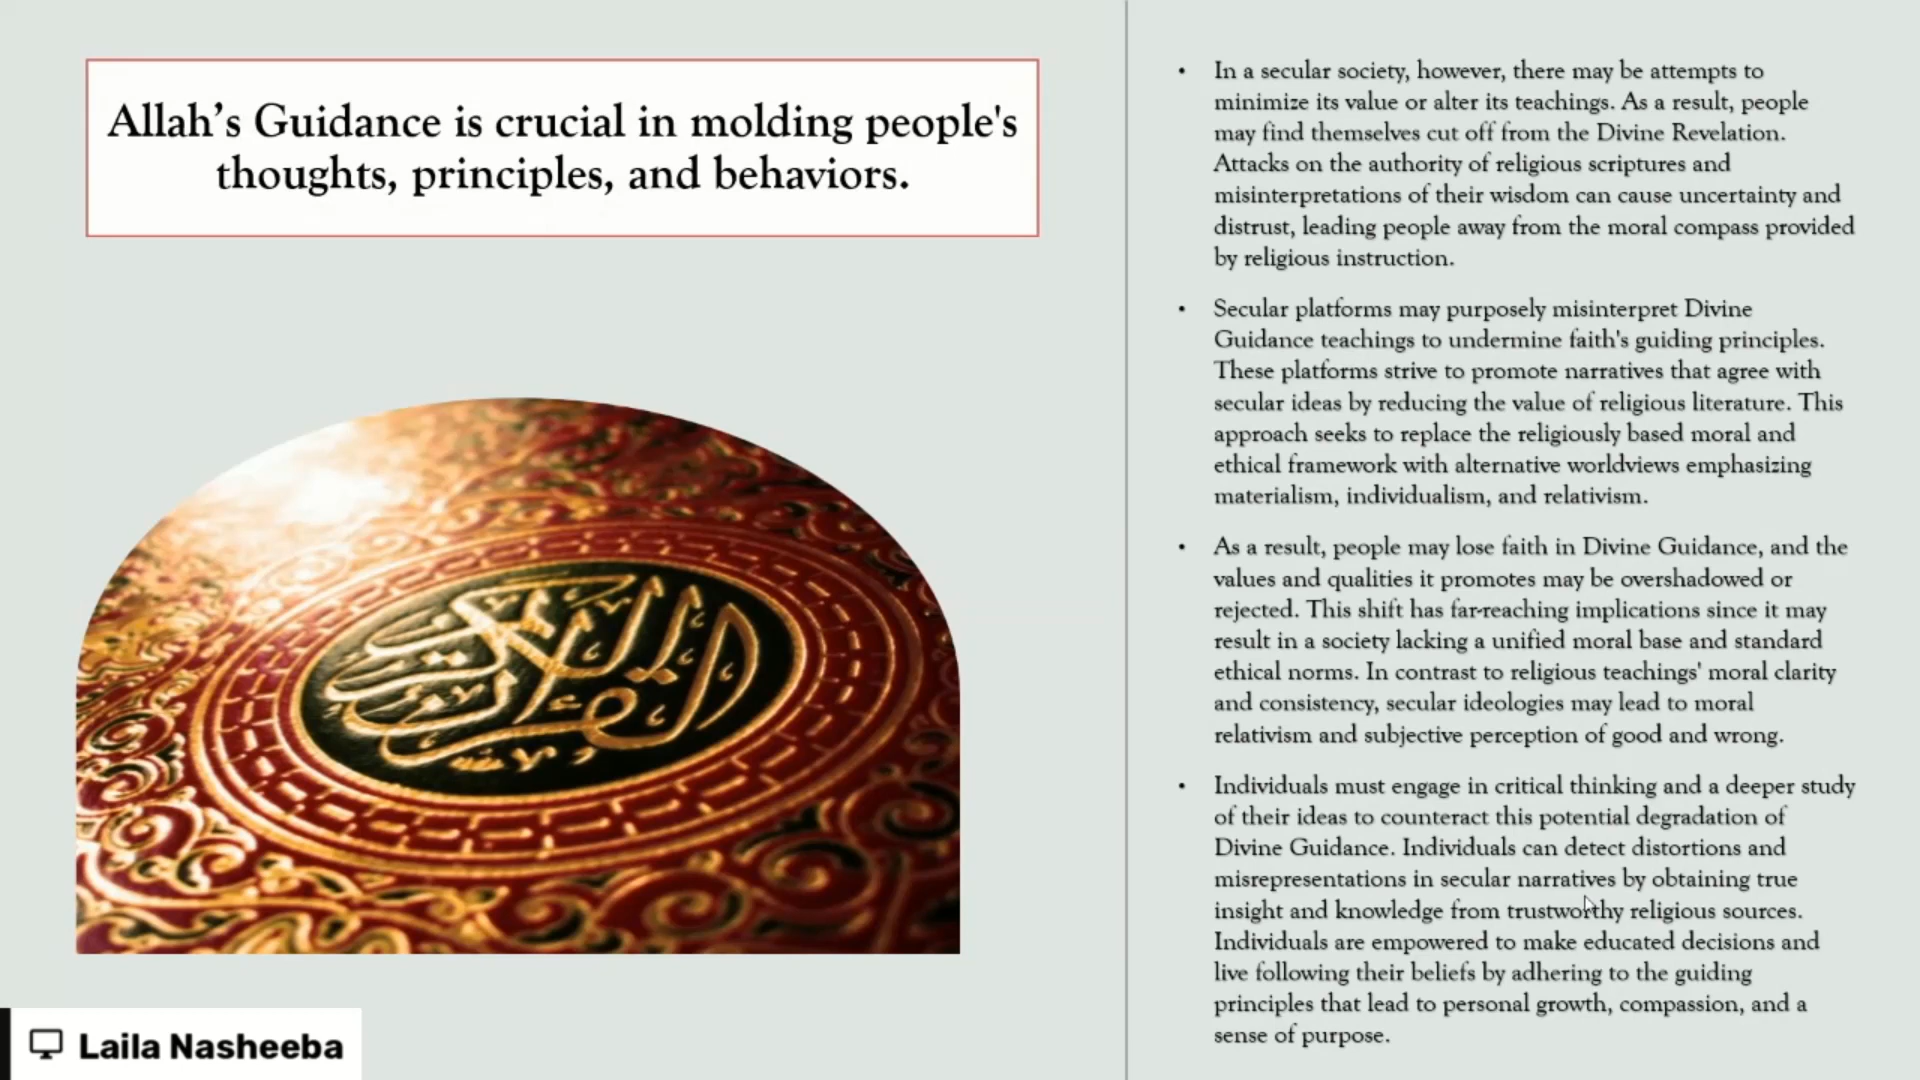 Allah’s Guidance is crucial in molding people's
thoughts, principles, and behaviors.
القرآن الكريم
Laila Nasheeba
• In a secular society, however, there may be attempts to
minimize its value or alter its teachings. As a result, people
may find themselves cut off from the Divine Revelation.
Attacks on the authority of religious scriptures and
misinterpretations of their wisdom can cause uncertainty and
distrust, leading people away from the moral compass provided
by religious instruction.
• Secular platforms may purposely misinterpret Divine
Guidance teachings to undermine faith's guiding principles.
These platforms strive to promote narratives that agree with
secular ideas by reducing the value of religious literature. This
approach seeks to replace the religiously based moral and
ethical framework with alternative worldviews emphasizing
materialism, individualism, and relativism.
• As a result, people may lose faith in Divine Guidance, and the
values and qualities it promotes may be overshadowed or
rejected. This shift has far-reaching implications since it may
result in a society lacking a unified moral base and standard
ethical norms. In contrast to religious teachings' moral clarity
and consistency, secular ideologies may lead to moral
relativism and subjective perception of good and wrong.
• Individuals must engage in critical thinking and a deeper study
of their ideas to counteract this potential degradation of
Divine Guidance. Individuals can detect distortions and
misrepresentations in secular narratives by obtaining true
insight and knowledge from trustworthy religious sources.
Individuals are empowered to make educated decisions and
live following their beliefs by adhering to the guiding
principles that lead to personal growth, compassion, and a
sense of purpose.